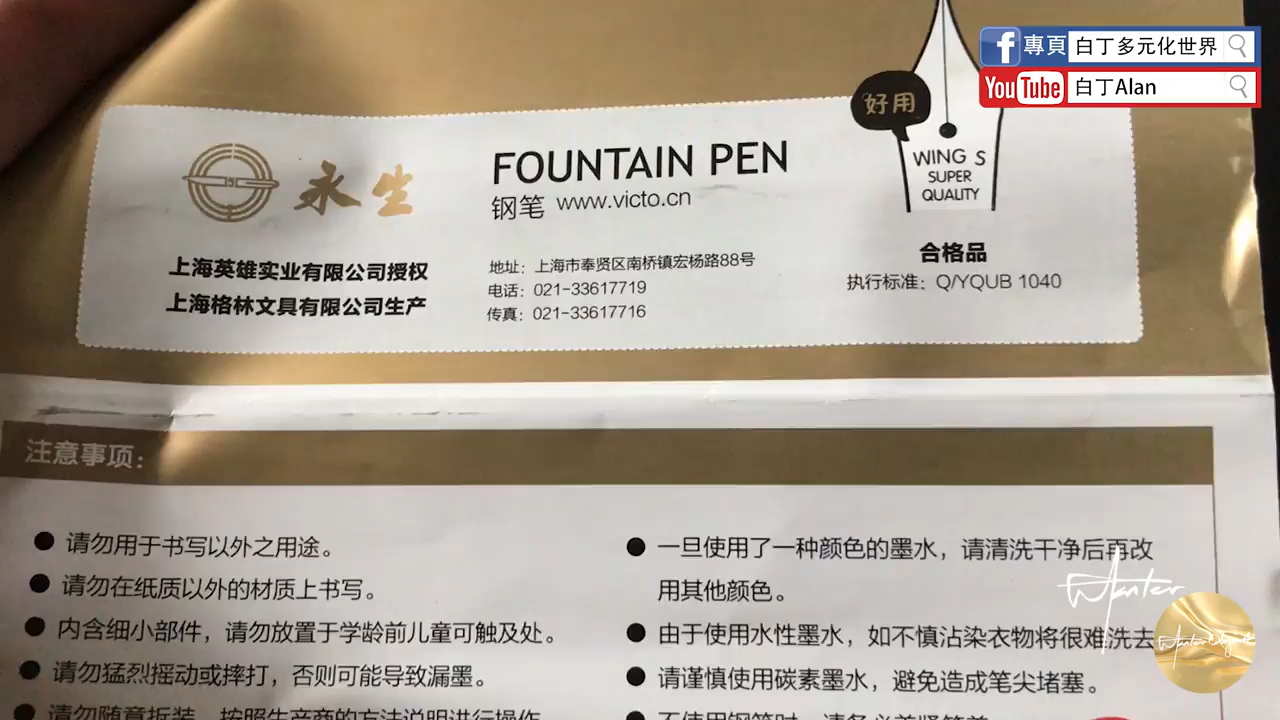 專頁 白丁多元化世界
YouTube 白丁Alan
好用
WING S
SUPER
QUALITY
永生
FOUNTAIN PEN
钢笔 www.victo.cn
上海英雄实业有限公司授权
上海格林文具有限公司生产
地址：上海市奉贤区南桥镇宏杨路88号
电话：021-33617719
传真：021-33617716
合格品
执行标准：Q/YQUB 1040
注意事项：
● 请勿用于书写以外之用途。
● 请勿在纸质以外的材质上书写。
● 内含细小部件，请勿放置于学龄前儿童可触及处。
● 请勿猛烈摇动或摔打，否则可能导致漏墨。
● 请勿随意拆装，按照生产商的方法说明进行操作
● 一旦使用了一种颜色的墨水，请清洗干净后再改
用其他颜色。
● 由于使用水性墨水，如不慎沾染衣物将很难洗去
● 请谨慎使用碳素墨水，避免造成笔尖堵塞。
● 不使用钢笔时，请务必盖紧笔盖